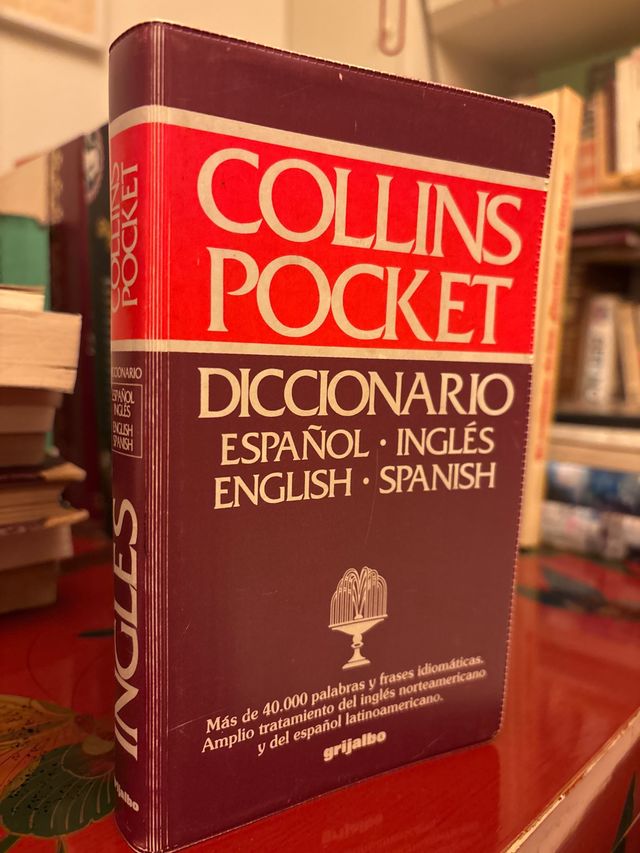 COLLINS
POCKET
DICCIONARIO
ESPAÑOL · INGLÉS
ENGLISH · SPANISH
Más de 40.000 palabras y frases idiomáticas.
Amplio tratamiento del inglés norteamericano
y del español latinoamericano.
grijalbo
COLLINS
POCKET
DICCIONARIO
ESPAÑOL
INGLÉS
ENGLISH
SPANISH
INGLES
grijalbo